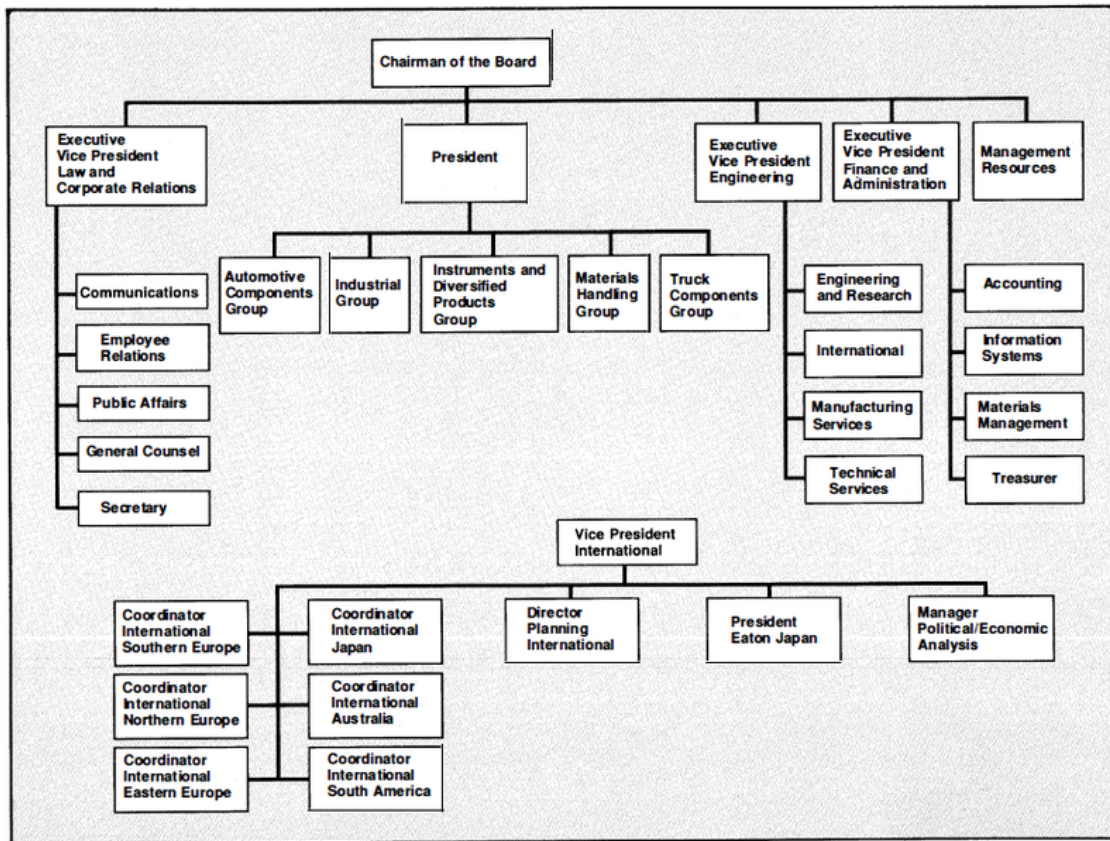 Chairman of the Board
Executive
Vice President
Law and
Corporate Relations
President
Executive
Vice President
Engineering
Executive
Vice President
Finance and
Administration
Management
Resources
Communications
Employee
Relations
Public Affairs
General Counsel
Secretary
Automotive
Components
Group
Industrial
Group
Instruments and
Diversified
Products
Group
Materials
Handling
Group
Truck
Components
Group
Engineering
and Research
International
Manufacturing
Services
Technical
Services
Accounting
Information
Systems
Materials
Management
Treasurer
Vice President
International
Coordinator
International
Southern Europe
Coordinator
International
Japan
Coordinator
International
Northern Europe
Coordinator
International
Australia
Coordinator
International
Eastern Europe
Coordinator
International
South America
Director
Planning
International
President
Eaton Japan
Manager
Political/Economic
Analysis